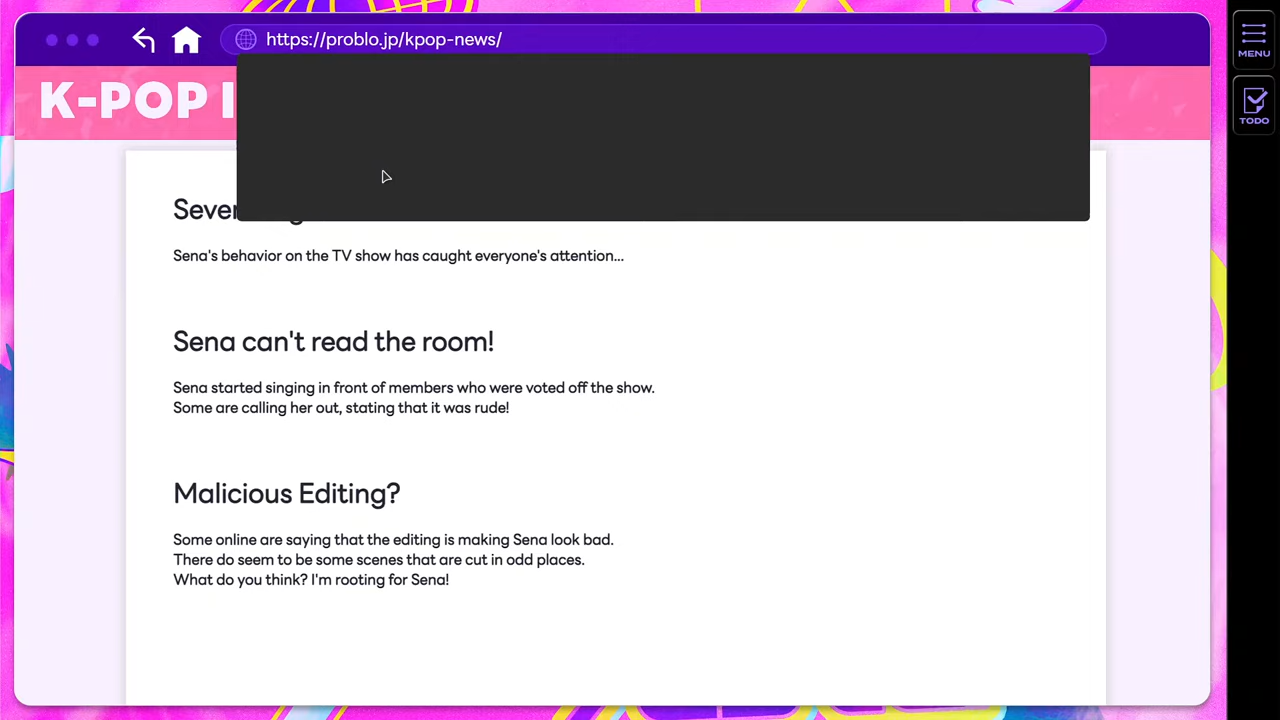 https://problo.jp/kpop-news/
MENU
TODO
K-POP
Sena's behavior on the TV show has caught everyone's attention...
Sena can't read the room!
Sena started singing in front of members who were voted off the show.
Some are calling her out, stating that it was rude!
Malicious Editing?
Some online are saying that the editing is making Sena look bad.
There do seem to be some scenes that are cut in odd places.
What do you think? I'm rooting for Sena!